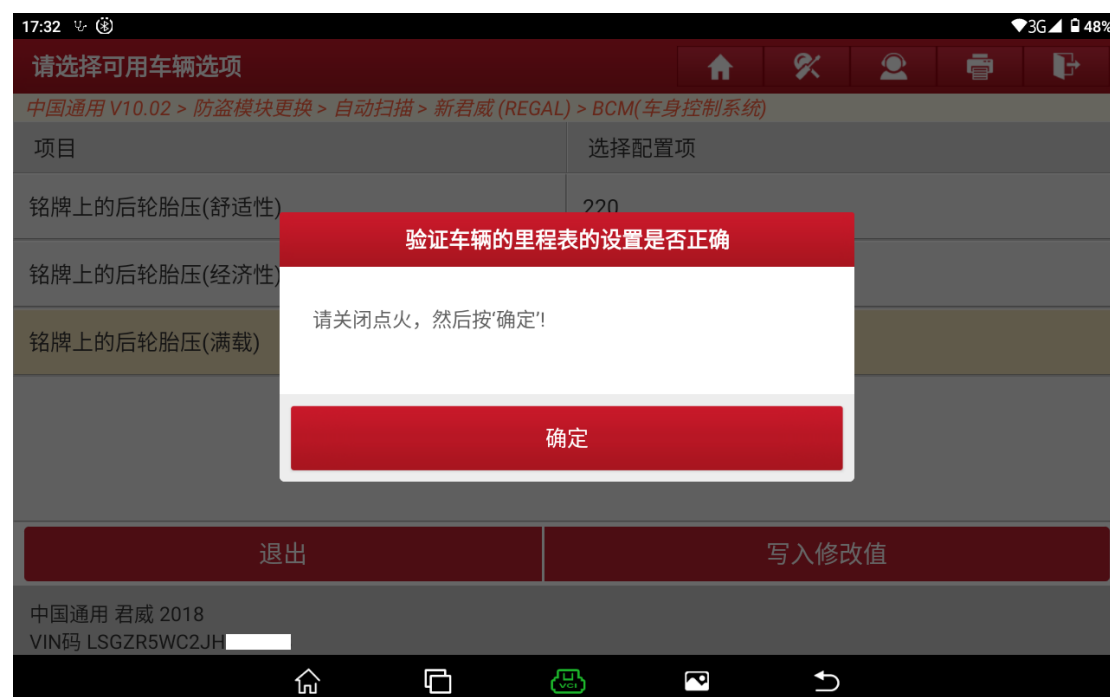 17:32 3G 48%
请选择可用车辆选项
中国通用 V10.02 > 防盗模块更换 > 自动扫描 > 新君威 (REGAL) > BCM(车身控制系统)
项目 选择配置项
铭牌上的后轮胎压(舒适性) 220
验证车辆的里程表的设置是否正确
铭牌上的后轮胎压(经济性)
请关闭点火，然后按'确定'!
铭牌上的后轮胎压(满载)
确定
退出 写入修改值
中国通用 君威 2018
VIN码 LSGZR5WC2JH
VCI